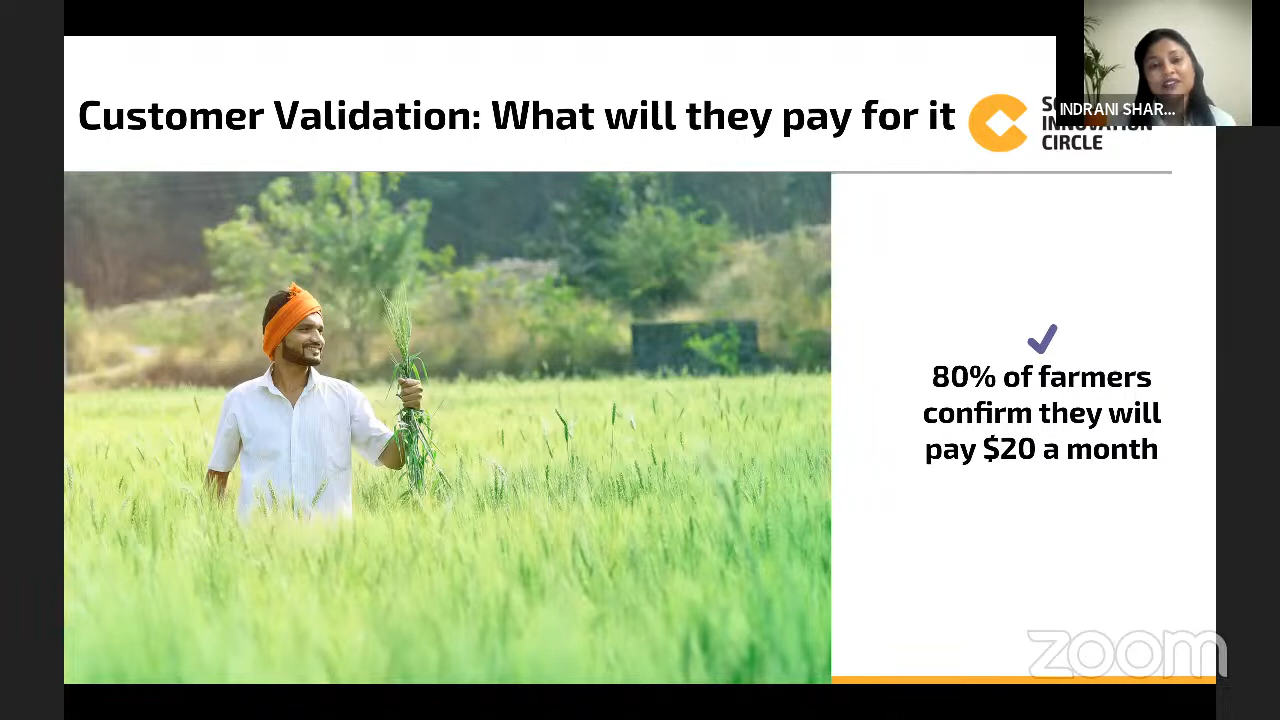 Customer Validation: What will they pay for it
INDRANI SHAR...
CIRCLE
80% of farmers
confirm they will
pay $20 a month
zoom